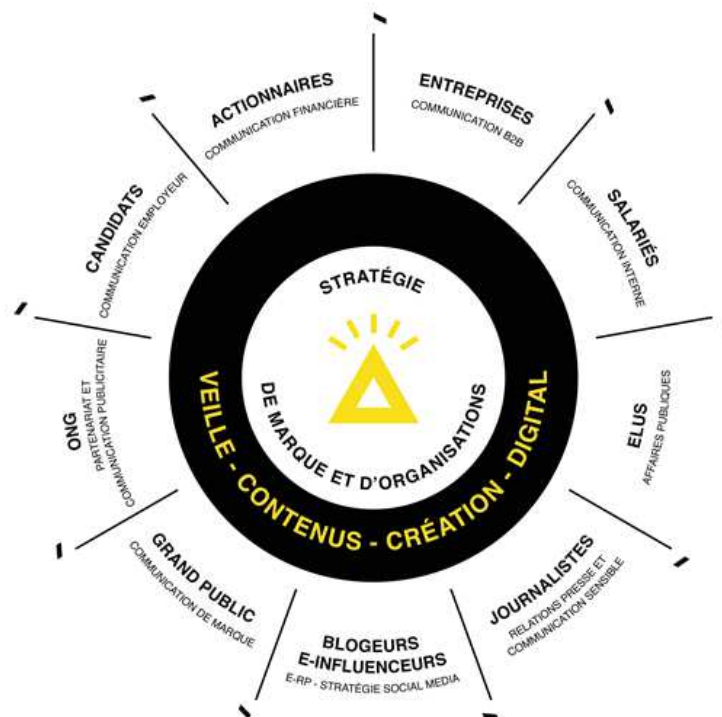 STRATÉGIE
DE MARQUE ET D'ORGANISATIONS
VEILLE - CONTENUS - CRÉATION - DIGITAL
ENTREPRISES
COMMUNICATION B2B
SALARIÉS
COMMUNICATION INTERNE
ELUS
AFFAIRES PUBLIQUES
JOURNALISTES
RELATIONS PRESSE ET
COMMUNICATION SENSIBLE
BLOGEURS
E-INFLUENCEURS
E-RP - STRATÉGIE SOCIAL MEDIA
GRAND PUBLIC
COMMUNICATION DE MARQUE
ONG
PARTENARIAT ET
COMMUNICATION PUBLICITAIRE
CANDIDATS
COMMUNICATION EMPLOYEUR
ACTIONNAIRES
COMMUNICATION FINANCIÈRE